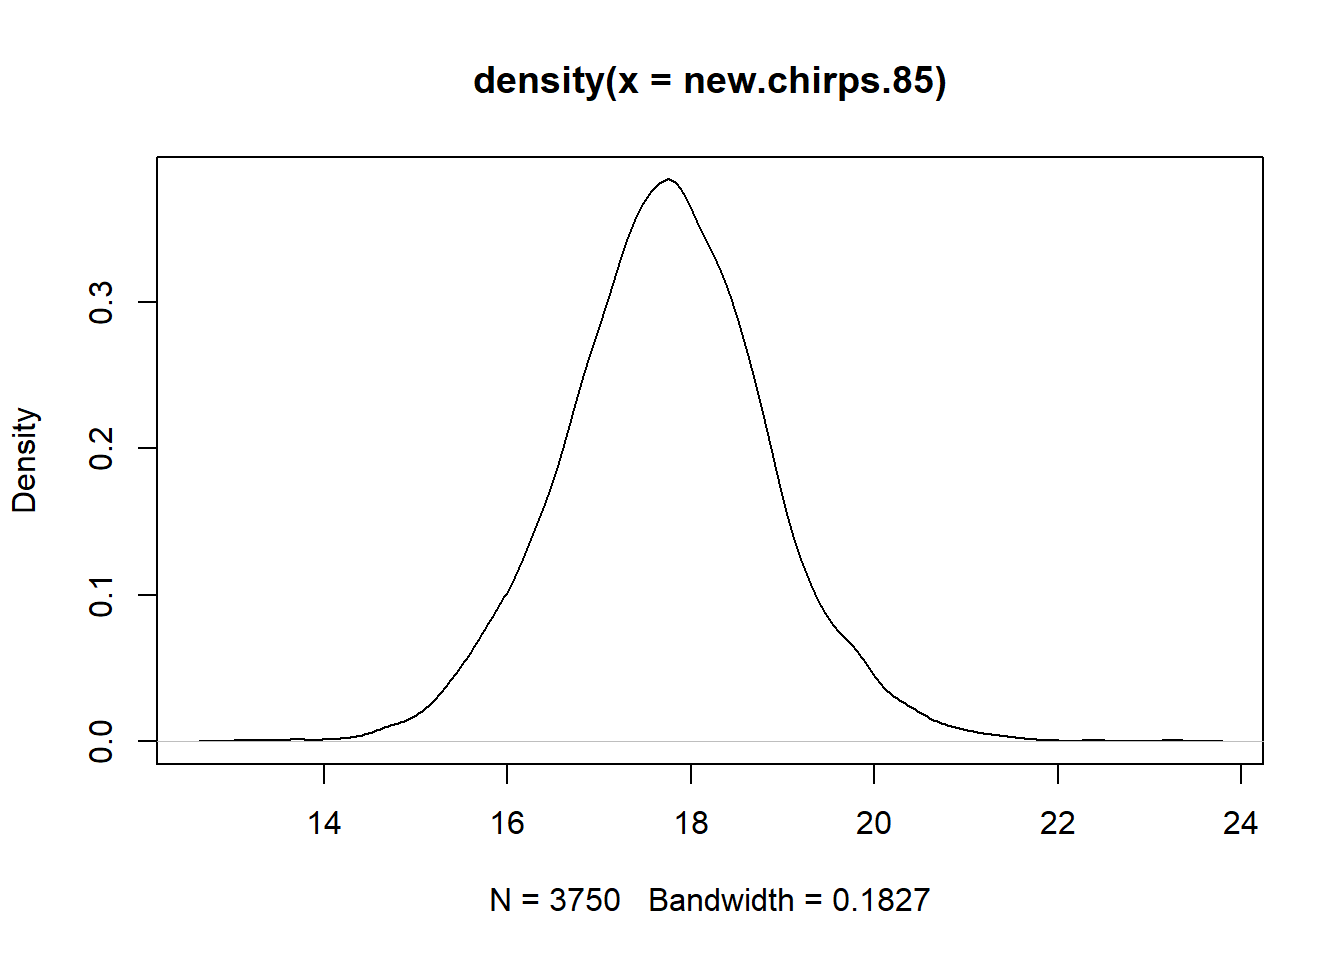 density(x = new.chirps.85)
Density
0.3
0.2
0.1
0.0
14 16 18 20 22 24
N = 3750 Bandwidth = 0.1827